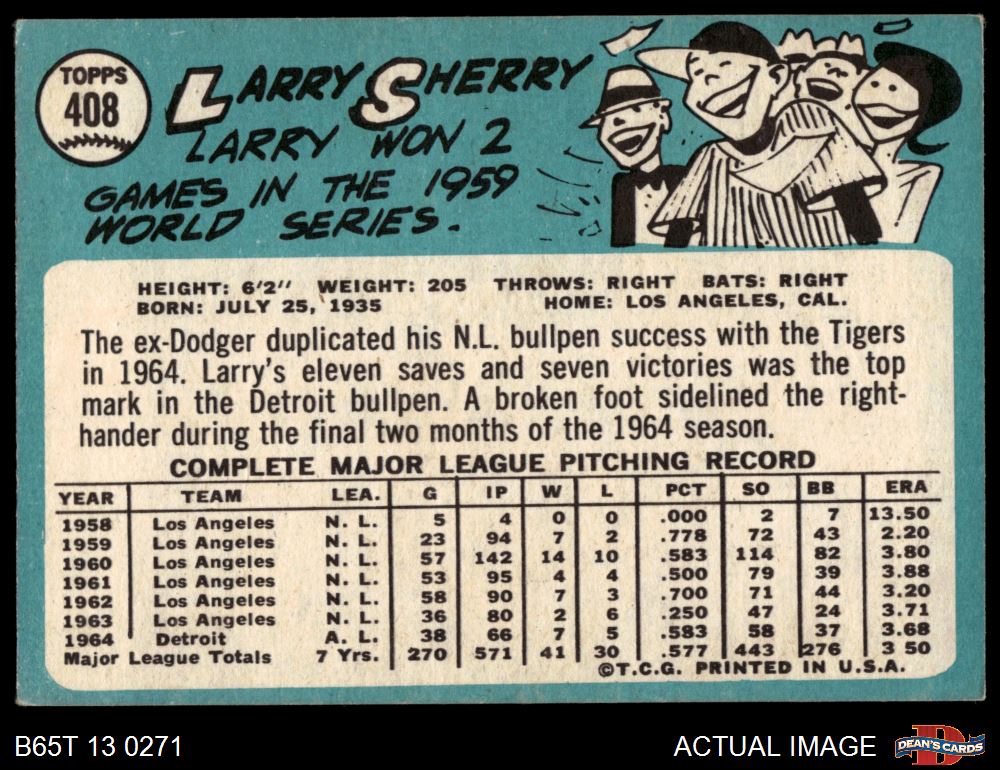 TOPPS
408
LARRY SHERRY
LARRY WON 2
GAMES IN THE 1959
WORLD SERIES.
HEIGHT: 6'2" WEIGHT: 205 THROWS: RIGHT BATS: RIGHT
BORN: JULY 25, 1935 HOME: LOS ANGELES, CAL.
The ex-Dodger duplicated his N.L. bullpen success with the Tigers
in 1964. Larry's eleven saves and seven victories was the top
mark in the Detroit bullpen. A broken foot sidelined the right-
hander during the final two months of the 1964 season.
COMPLETE MAJOR LEAGUE PITCHING RECORD
YEAR TEAM LEA. G IP W L PCT SO BB ERA
1958 Los Angeles N. L. 5 4 0 0 .000 2 7 13.50
1959 Los Angeles N. L. 23 94 7 2 .778 72 43 2.20
1960 Los Angeles N. L. 57 142 14 10 .583 114 82 3.80
1961 Los Angeles N. L. 53 95 4 4 .500 79 39 3.88
1962 Los Angeles N. L. 58 90 7 3 .700 71 44 3.20
1963 Los Angeles N. L. 36 80 2 6 .250 47 24 3.71
1964 Detroit A. L. 38 66 7 5 .583 58 37 3.68
Major League Totals 7 Yrs. 270 571 41 30 .577 443 276 3 50
©T.C.G. PRINTED IN U.S.A.
B65T 13 0271 ACTUAL IMAGE D DEAN'S CARDS